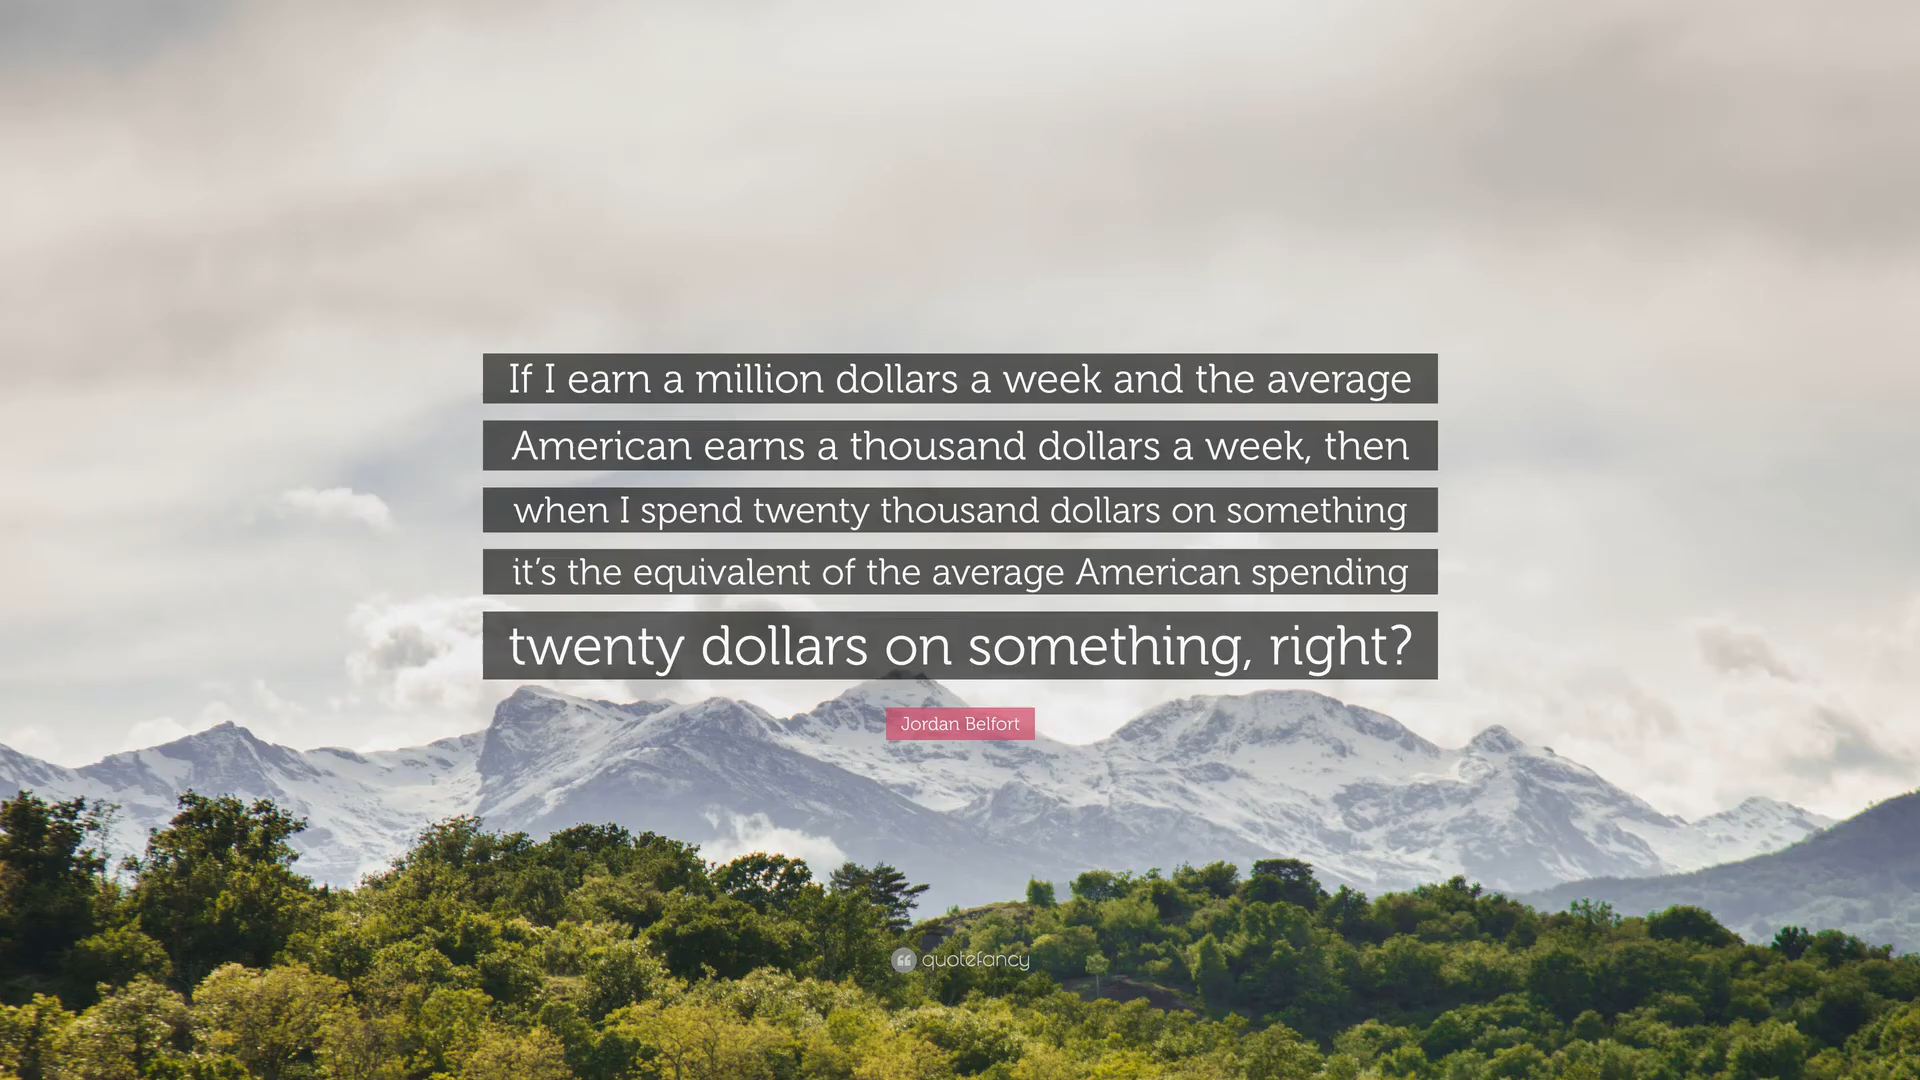 If I earn a million dollars a week and the average
American earns a thousand dollars a week, then
when I spend twenty thousand dollars on something
it’s the equivalent of the average American spending
twenty dollars on something, right?
Jordan Belfort
quotefancy